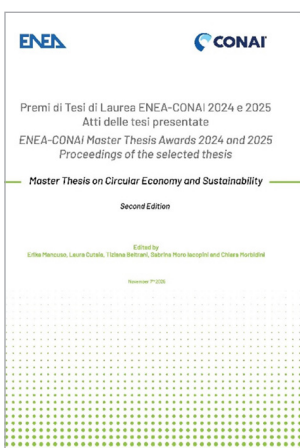 ENEA
CONAI
Premi di Tesi di Laurea ENEA-CONAI 2024 e 2025
Atti delle tesi presentate
ENEA-CONAI Master Thesis Awards 2024 and 2025
Proceedings of the selected thesis
Master Thesis on Circular Economy and Sustainability
Second Edition
Edited by
Erika Mancuso, Laura Cutaia, Tiziana Beltrani, Sabrina Moro Iacopini and Chiara Morbidini
November 7th 2025